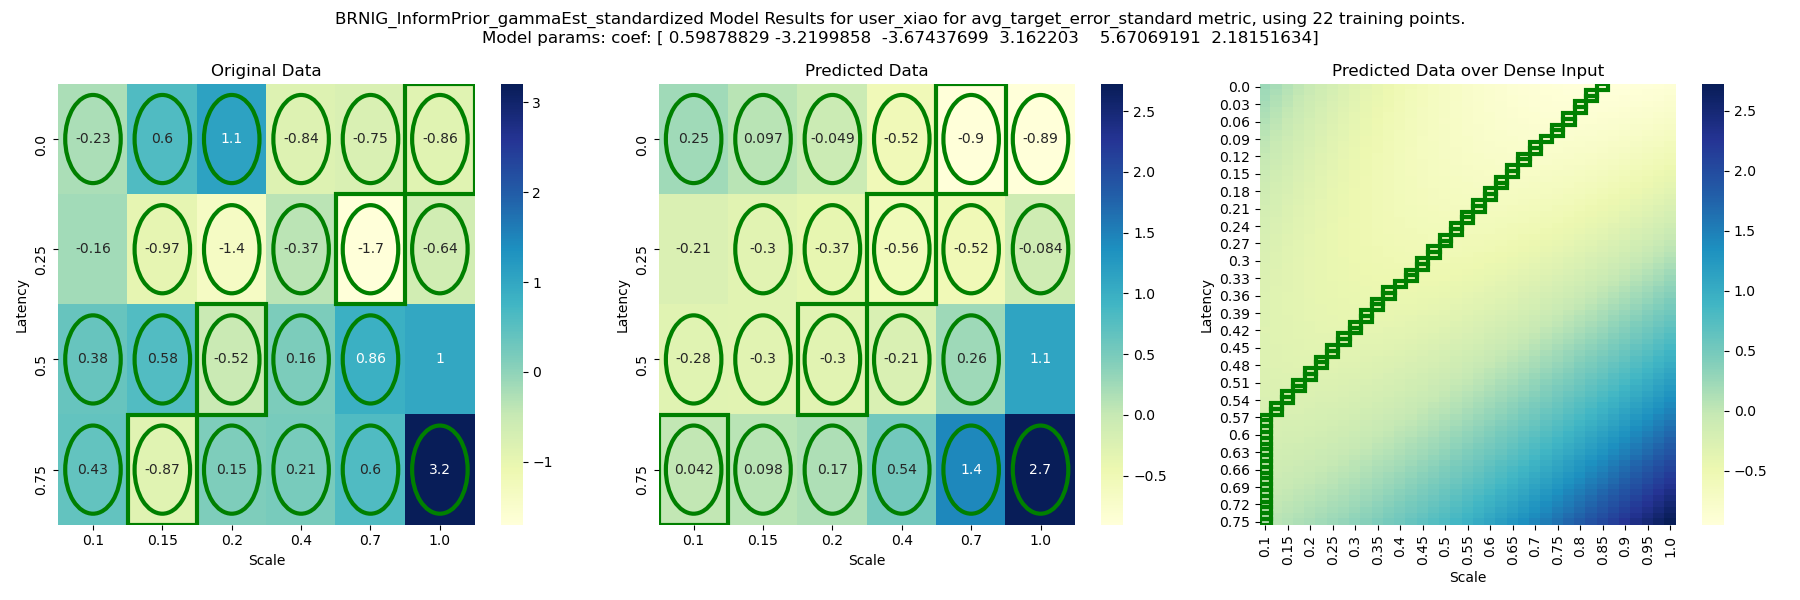 BRNIG_InformPrior_gammaEst_standardized Model Results for user_xiao for avg_target_error_standard metric, using 22 training points.
Model params: coef: [ 0.59878829 -3.2199858  -3.67437699  3.162203    5.67069191  2.18151634]
Original Data
Latency
0.0
-0.23 0.6 1.1 -0.84 -0.75 -0.86
0.25
-0.16 -0.97 -1.4 -0.37 -1.7 -0.64
0.5
0.38 0.58 -0.52 0.16 0.86 1
0.75
0.43 -0.87 0.15 0.21 0.6 3.2
0.1 0.15 0.2 0.4 0.7 1.0
Scale
3
2
1
0
−1
Predicted Data
Latency
0.0
0.25 0.097 -0.049 -0.52 -0.9 -0.89
0.25
-0.21 -0.3 -0.37 -0.56 -0.52 -0.084
0.5
-0.28 -0.3 -0.3 -0.21 0.26 1.1
0.75
0.042 0.098 0.17 0.54 1.4 2.7
0.1 0.15 0.2 0.4 0.7 1.0
Scale
2.5
2.0
1.5
1.0
0.5
0.0
−0.5
Predicted Data over Dense Input
Latency
0.0
0.03
0.06
0.09
0.12
0.15
0.18
0.21
0.24
0.27
0.3
0.33
0.36
0.39
0.42
0.45
0.48
0.51
0.54
0.57
0.6
0.63
0.66
0.69
0.72
0.75
0.1 0.15 0.2 0.25 0.3 0.35 0.4 0.45 0.5 0.55 0.6 0.65 0.7 0.75 0.8 0.85 0.9 0.95 1.0
Scale
2.5
2.0
1.5
1.0
0.5
0.0
−0.5